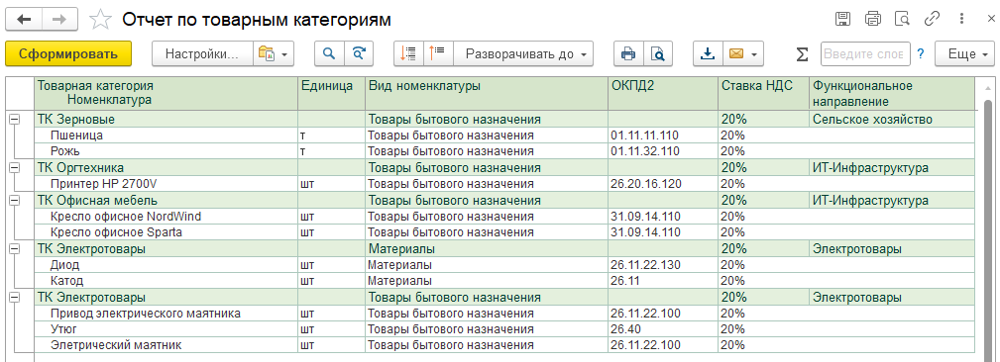 Отчет по товарным категориям
Сформировать Настройки... Разворачивать до Σ Введите слов ? Еще
Товарная категория Единица Вид номенклатуры ОКПД2 Ставка НДС Функциональное
Номенклатура направление
ТК Зерновые Товары бытового назначения 20% Сельское хозяйство
Пшеница т Товары бытового назначения 01.11.11.110 20%
Рожь т Товары бытового назначения 01.11.32.110 20%
ТК Оргтехника Товары бытового назначения 20% ИТ-Инфраструктура
Принтер HP 2700V шт Товары бытового назначения 26.20.16.120 20%
ТК Офисная мебель Товары бытового назначения 20% ИТ-Инфраструктура
Кресло офисное NordWind шт Товары бытового назначения 31.09.14.110 20%
Кресло офисное Sparta шт Товары бытового назначения 31.09.14.110 20%
ТК Электротовары Материалы 20% Электротовары
Диод шт Материалы 26.11.22.130 20%
Катод шт Материалы 26.11 20%
ТК Электротовары Товары бытового назначения 20% Электротовары
Привод электрического маятника шт Товары бытового назначения 26.11.22.100 20%
Утюг шт Товары бытового назначения 26.40 20%
Элетрический маятник шт Товары бытового назначения 26.11.22.100 20%